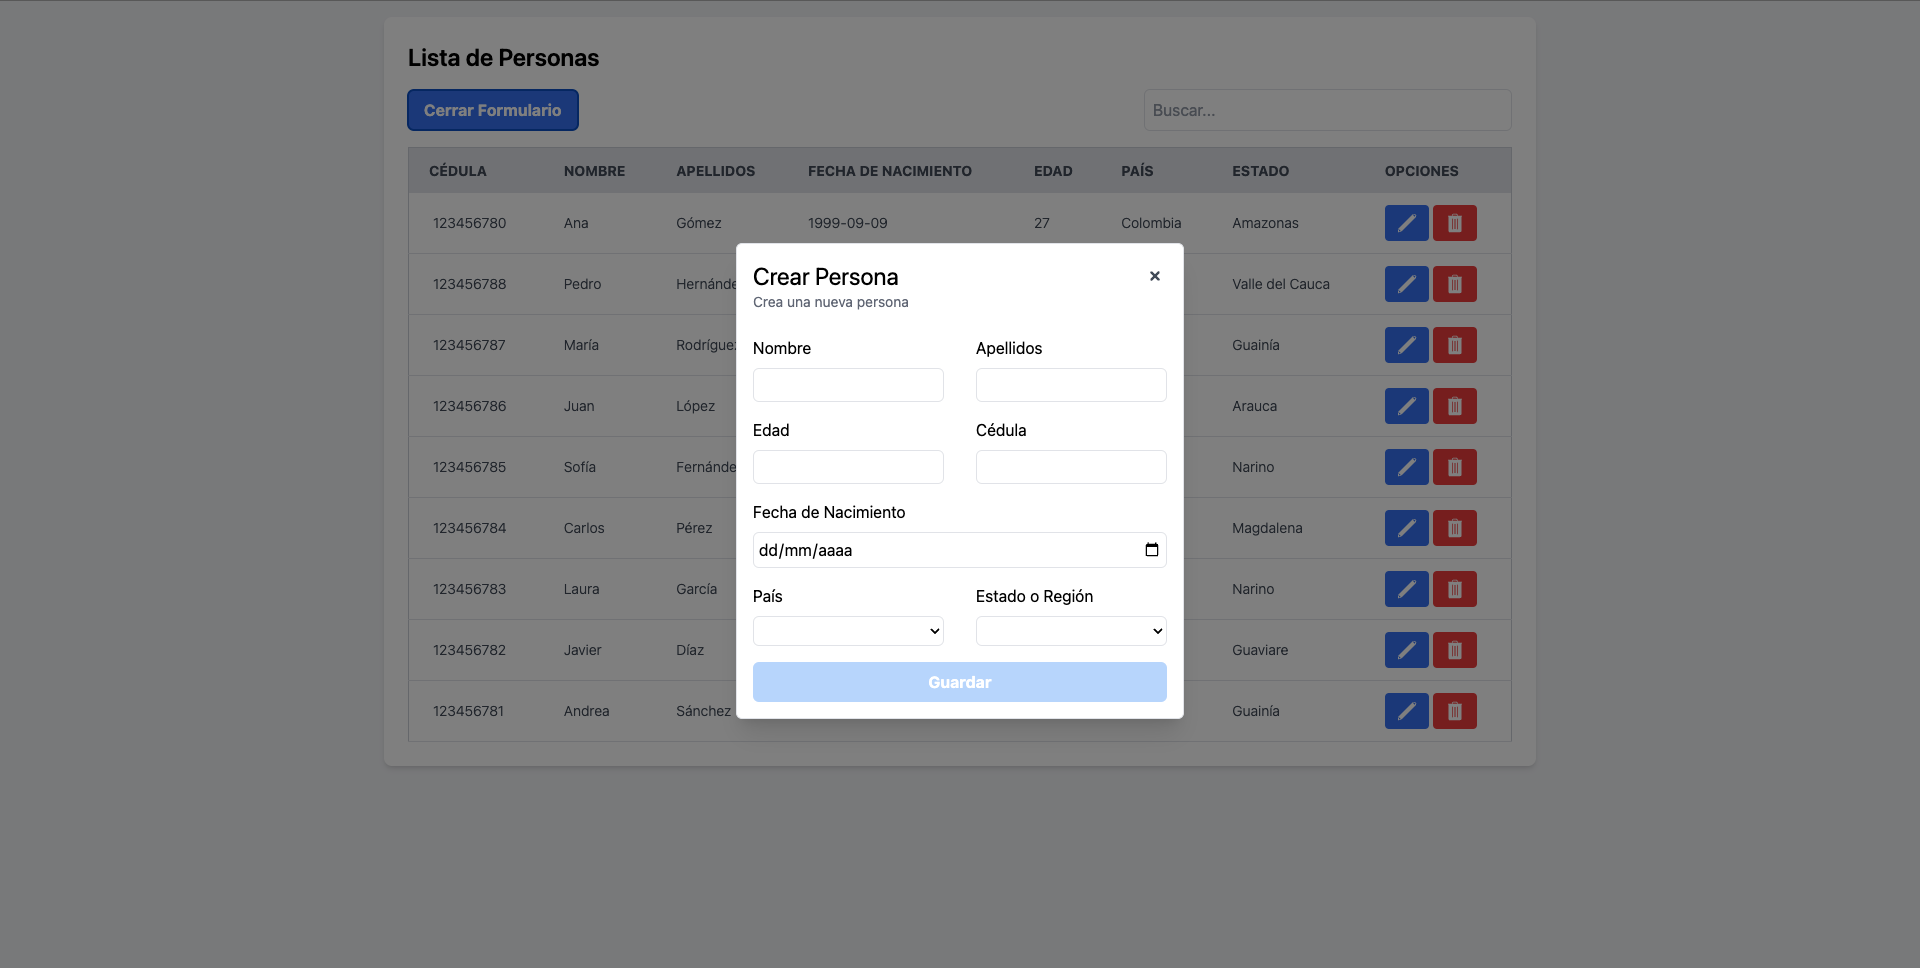 Lista de Personas
Cerrar Formulario
Buscar...
CÉDULA NOMBRE APELLIDOS FECHA DE NACIMIENTO EDAD PAÍS ESTADO OPCIONES
123456780 Ana Gómez 1999-09-09 27 Colombia Amazonas
123456788 Pedro Valle del Cauca
123456787 María Guainía
123456786 Juan López Arauca
123456785 Sofía Narino
123456784 Carlos Pérez Magdalena
123456783 Laura García Narino
123456782 Javier Díaz Guaviare
123456781 Andrea Sánchez Guainía
Crear Persona
Crea una nueva persona
Nombre Apellidos
Edad Cédula
Fecha de Nacimiento
dd/mm/aaaa
País Estado o Región
Guardar